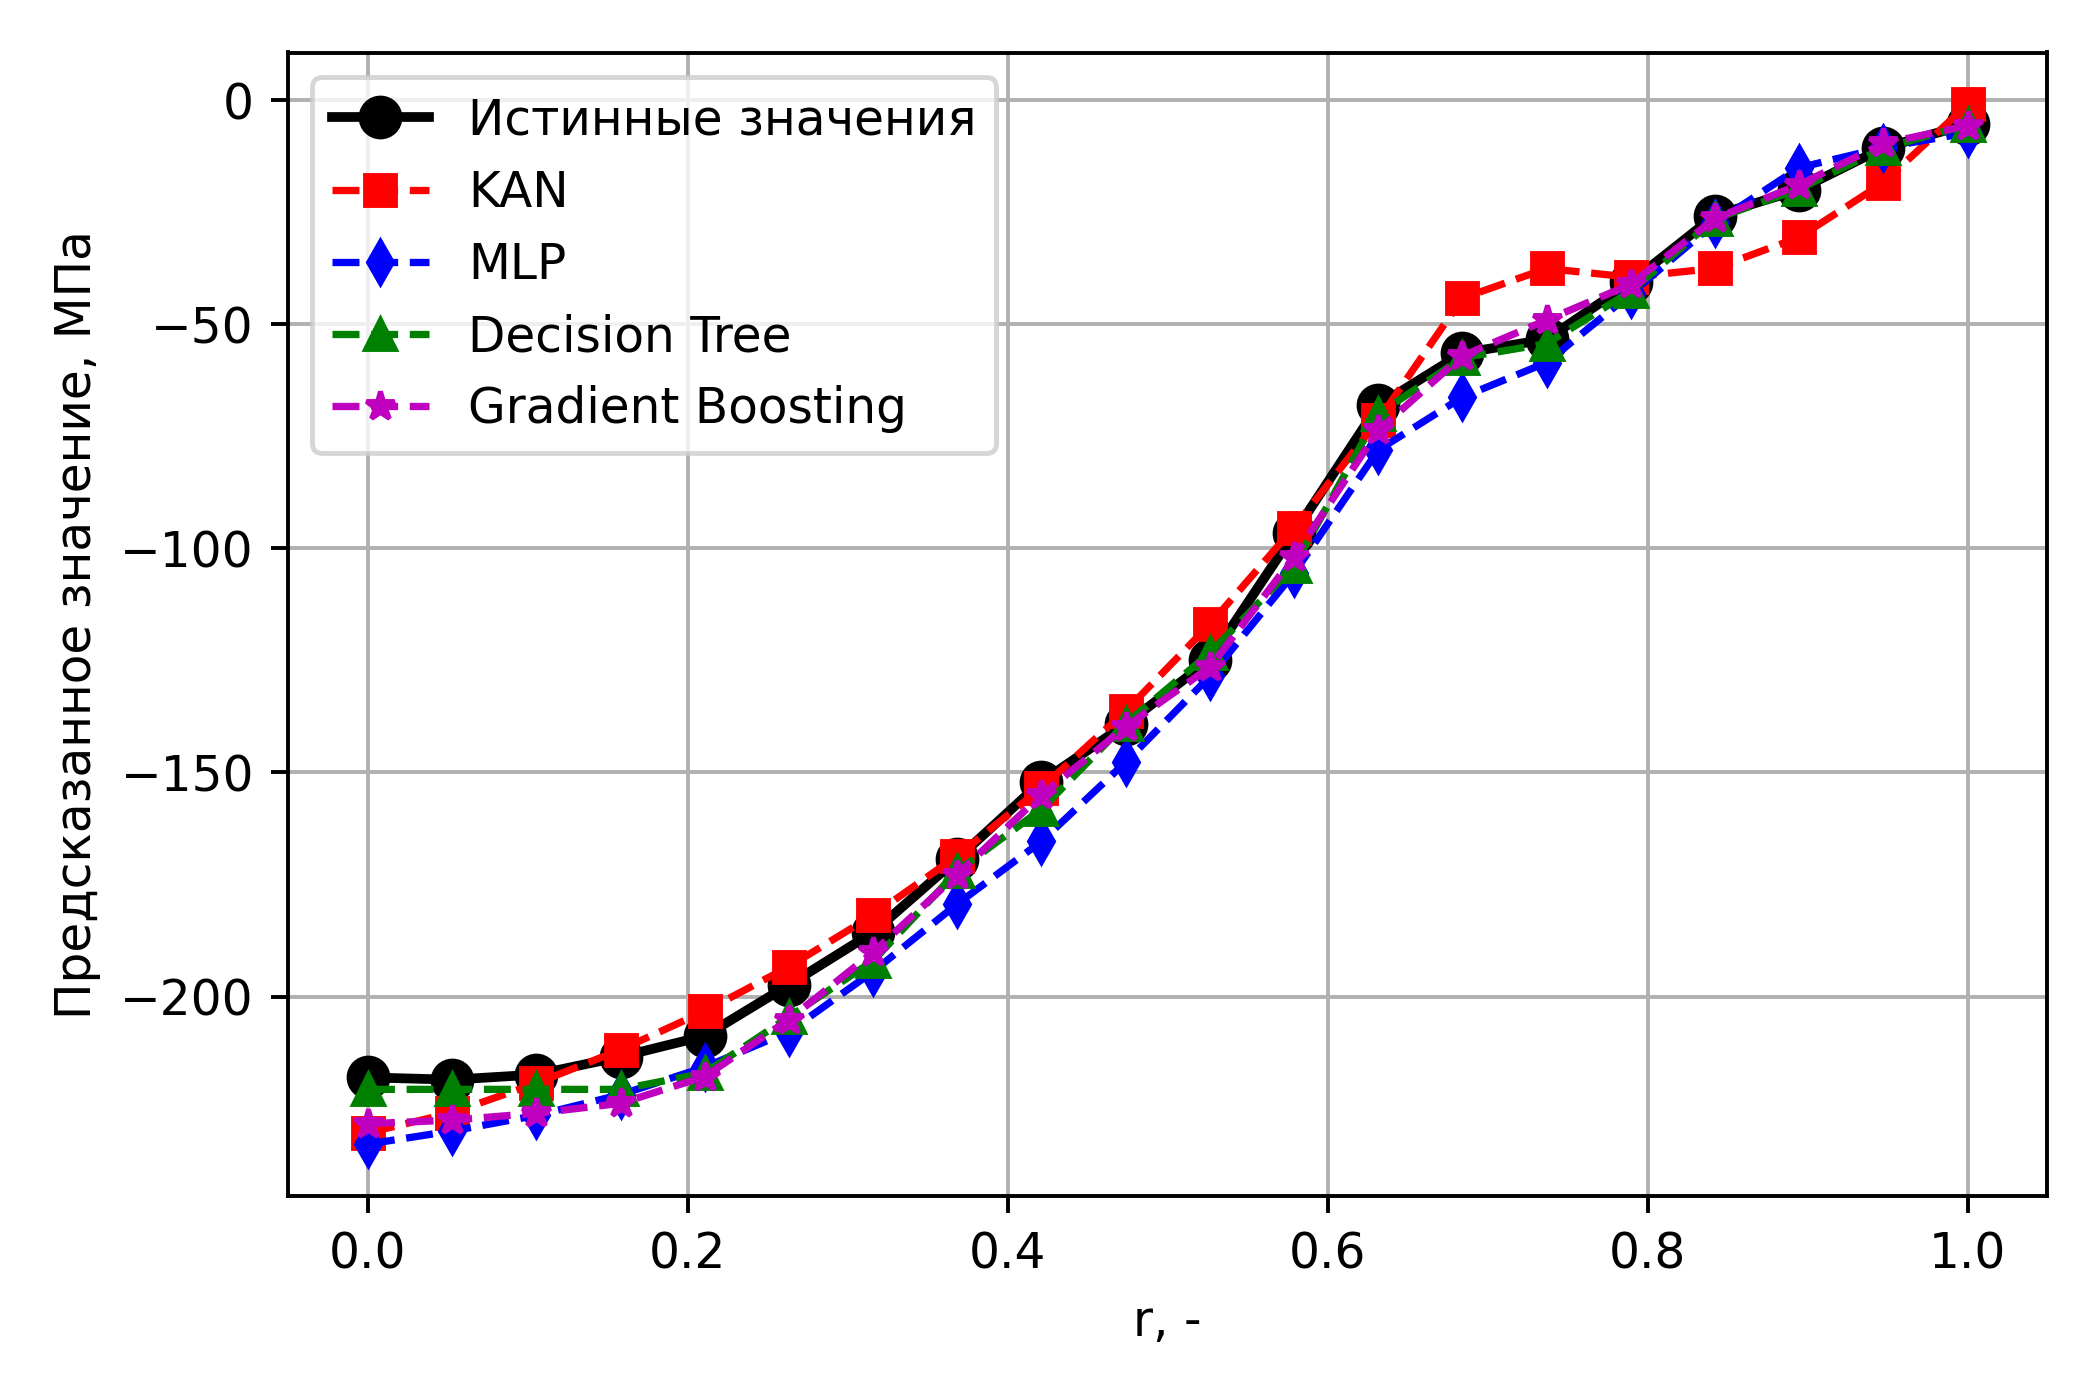 Предсказанное значение, МПа
0
−50
−100
−150
−200
Истинные значения
KAN
MLP
Decision Tree
Gradient Boosting
0.0 0.2 0.4 0.6 0.8 1.0
r, -